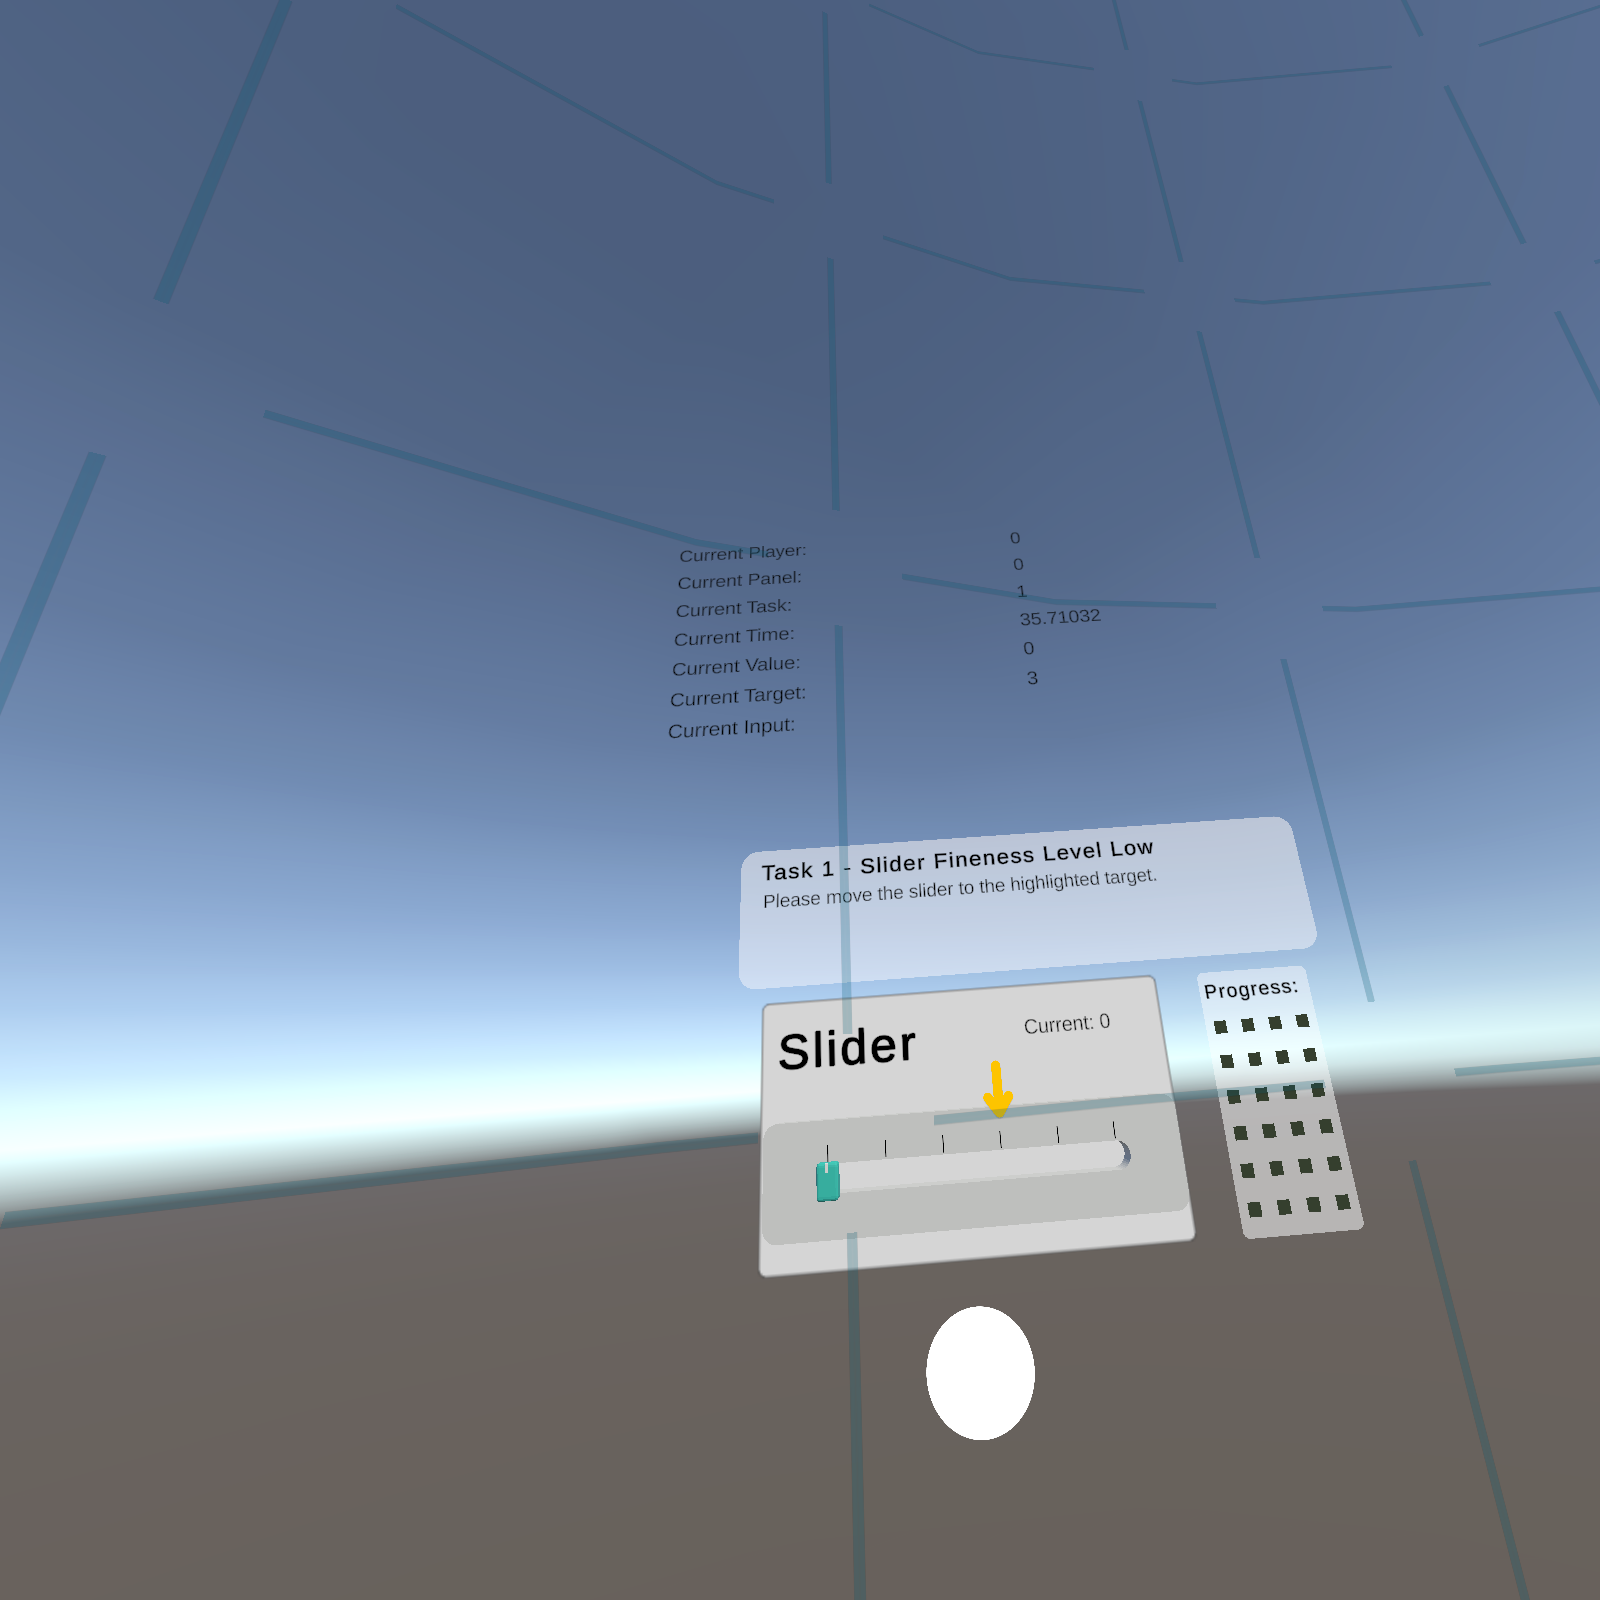 Current Player: 0
Current Panel: 0
Current Task: 1
Current Time: 35.71032
Current Value: 0
Current Target: 3
Current Input:
Task 1 - Slider Fineness Level Low
Please move the slider to the highlighted target.
Slider
Current: 0
Progress: